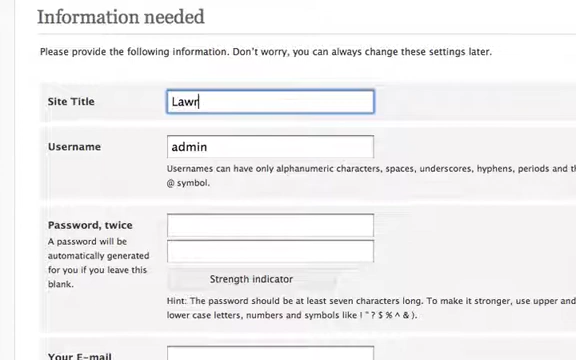 Information needed
Please provide the following information. Don't worry, you can always change these settings later.
Site Title
Lawr
Username
admin
Usernames can have only alphanumeric characters, spaces, underscores, hyphens, periods and
@ symbol.
Password, twice
A password will be
automatically generated
for you if you leave this
blank.
Strength indicator
Hint: The password should be at least seven characters long. To make it stronger, use upper and
lower case letters, numbers and symbols like ! " ? $ % ^ & ).
Your E-mail